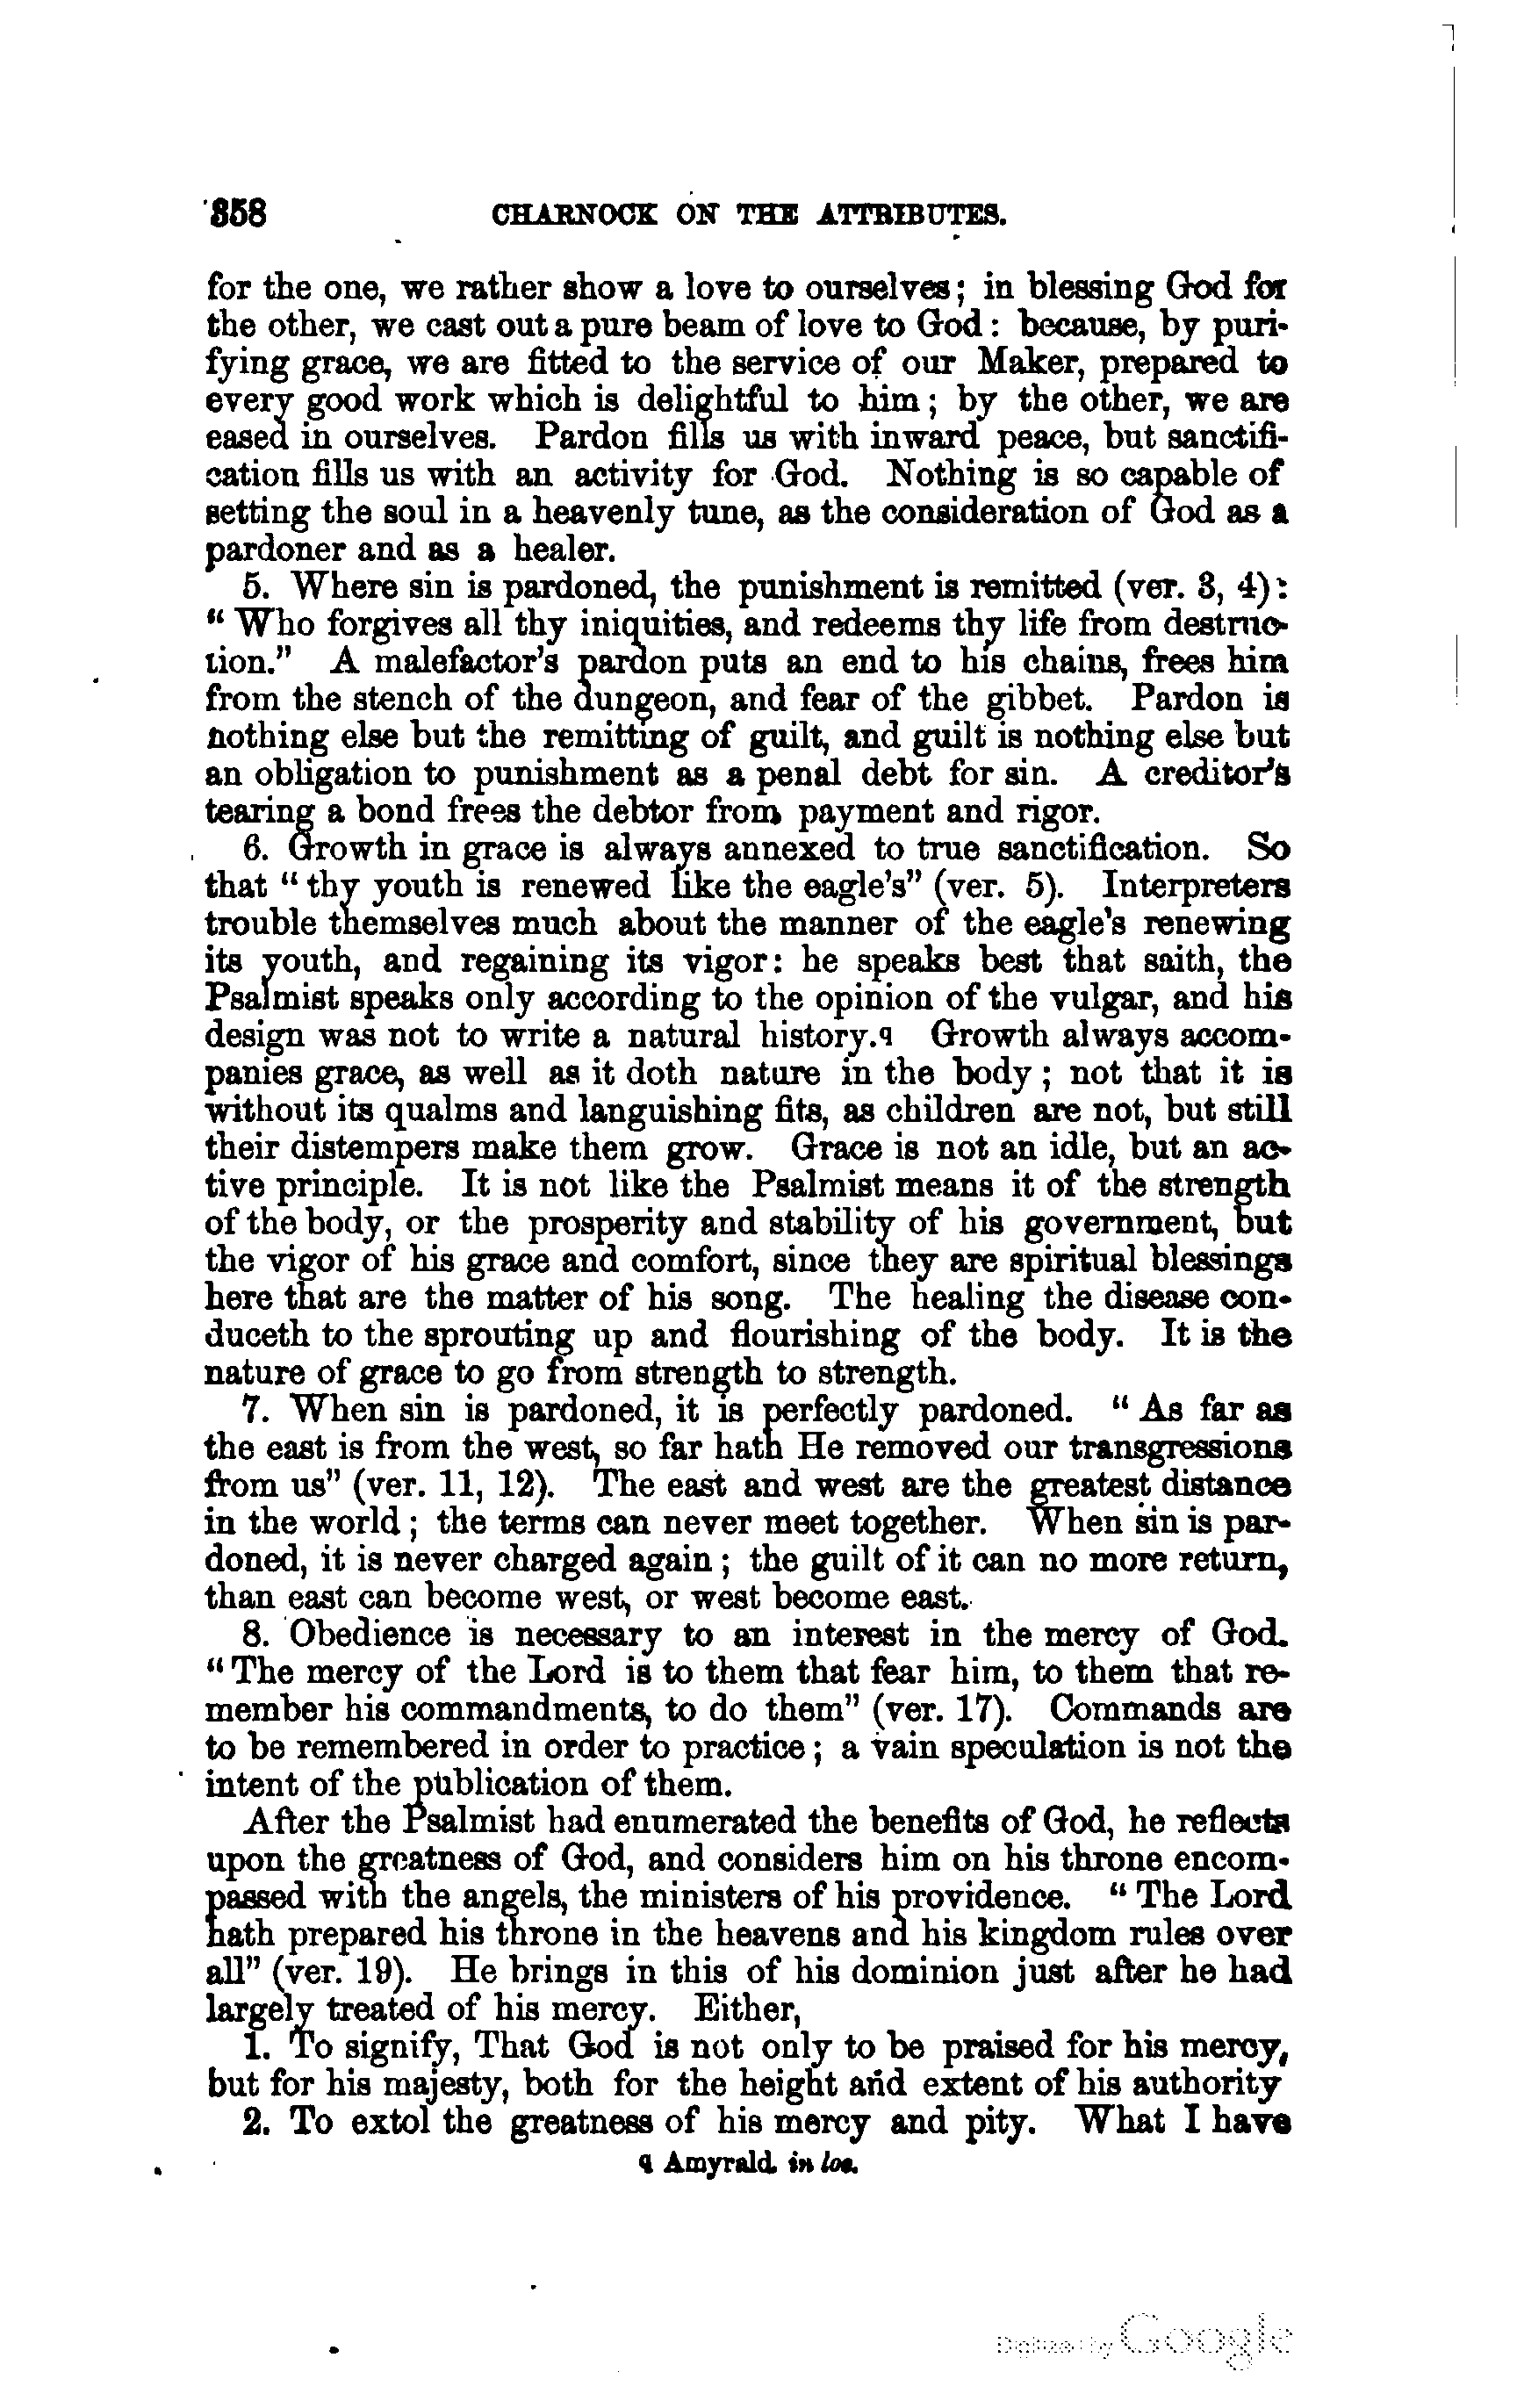 358 CHARNOCK ON THE ATTRIBUTES.
for the one, we rather show a love to ourselves; in blessing God for
the other, we cast out a pure beam of love to God: because, by puri-
fying grace, we are fitted to the service of our Maker, prepared to
every good work which is delightful to him; by the other, we are
eased in ourselves. Pardon fills us with inward peace, but sanctifi-
cation fills us with an activity for God. Nothing is so capable of
setting the soul in a heavenly tune, as the consideration of God as a
pardoner and as a healer.
5. Where sin is pardoned, the punishment is remitted (ver. 3, 4):
“Who forgives all thy iniquities, and redeems thy life from destruc-
tion.” A malefactor's pardon puts an end to his chains, frees him
from the stench of the dungeon, and fear of the gibbet. Pardon is
nothing else but the remitting of guilt, and guilt is nothing else but
an obligation to punishment as a penal debt for sin. A creditor's
tearing a bond frees the debtor from payment and rigor.
6. Growth in grace is always annexed to true sanctification. So
that “thy youth is renewed like the eagle's” (ver. 5). Interpreters
trouble themselves much about the manner of the eagle's renewing
its youth, and regaining its vigor: he speaks best that saith, the
Psalmist speaks only according to the opinion of the vulgar, and his
design was not to write a natural history.q Growth always accom-
panies grace, as well as it doth nature in the body; not that it is
without its qualms and languishing fits, as children are not, but still
their distempers make them grow. Grace is not an idle, but an ac-
tive principle. It is not like the Psalmist means it of the strength
of the body, or the prosperity and stability of his government, but
the vigor of his grace and comfort, since they are spiritual blessings
here that are the matter of his song. The healing the disease con-
duceth to the sprouting up and flourishing of the body. It is the
nature of grace to go from strength to strength.
7. When sin is pardoned, it is perfectly pardoned. “As far as
the east is from the west, so far hath He removed our transgressions
from us” (ver. 11, 12). The east and west are the greatest distance
in the world; the terms can never meet together. When sin is par-
doned, it is never charged again; the guilt of it can no more return,
than east can become west, or west become east.
8. Obedience is necessary to an interest in the mercy of God.
“The mercy of the Lord is to them that fear him, to them that re-
member his commandments, to do them” (ver. 17). Commands are
to be remembered in order to practice; a vain speculation is not the
intent of the publication of them.
After the Psalmist had enumerated the benefits of God, he reflects
upon the greatness of God, and considers him on his throne encom-
passed with the angels, the ministers of his providence. “The Lord
hath prepared his throne in the heavens and his kingdom rules over
all” (ver. 19). He brings in this of his dominion just after he had
largely treated of his mercy. Either,
1. To signify, That God is not only to be praised for his mercy,
but for his majesty, both for the height and extent of his authority
2. To extol the greatness of his mercy and pity. What I have
q Amyrald. in loc.
Digitized by Google